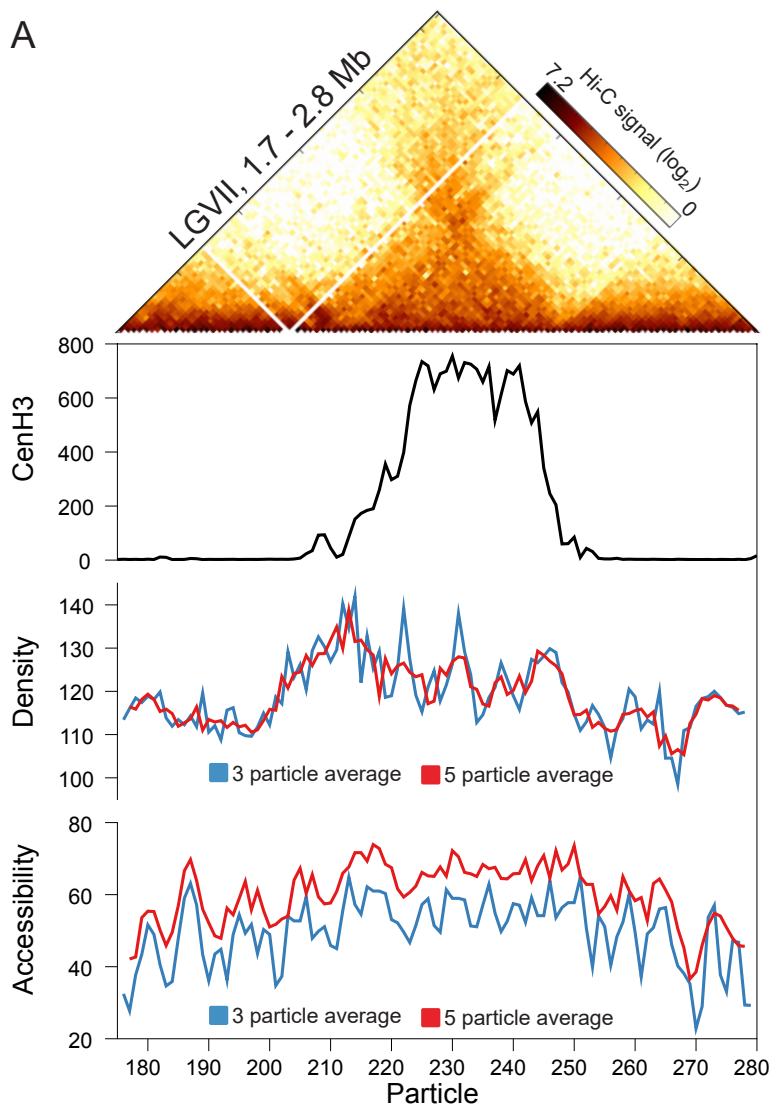 A
LGVII, 1.7 - 2.8 Mb
7.2 Hi-C signal (log2) 0
CenH3
800
600
400
200
0
Density
140
130
120
110
100
3 particle average 5 particle average
Accessibility
80
60
40
20
3 particle average 5 particle average
180 190 200 210 220 230 240 250 260 270 280
Particle